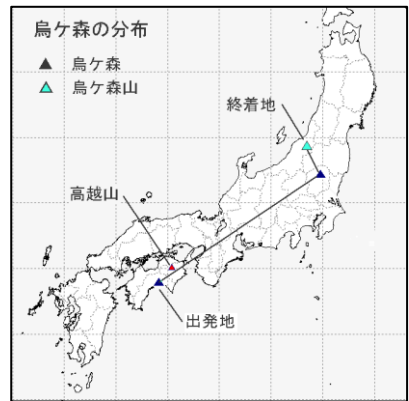 烏ケ森の分布
▲ 烏ケ森
▲ 烏ケ森山
終着地
高越山
出発地